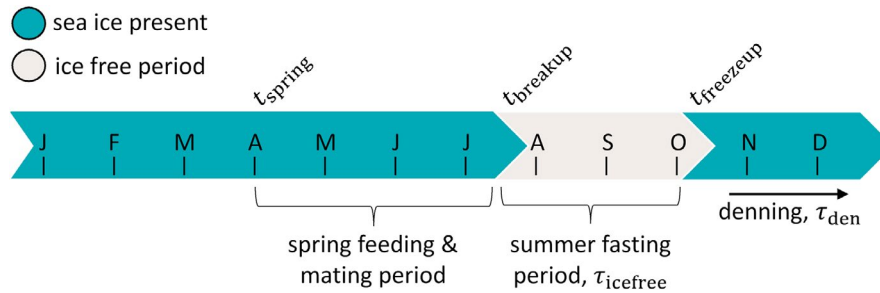 sea ice present
ice free period
t_spring
t_breakup
t_freezeup
J F M A M J J A S O N D
denning, τ_den
spring feeding &
mating period
summer fasting
period, τ_icefree